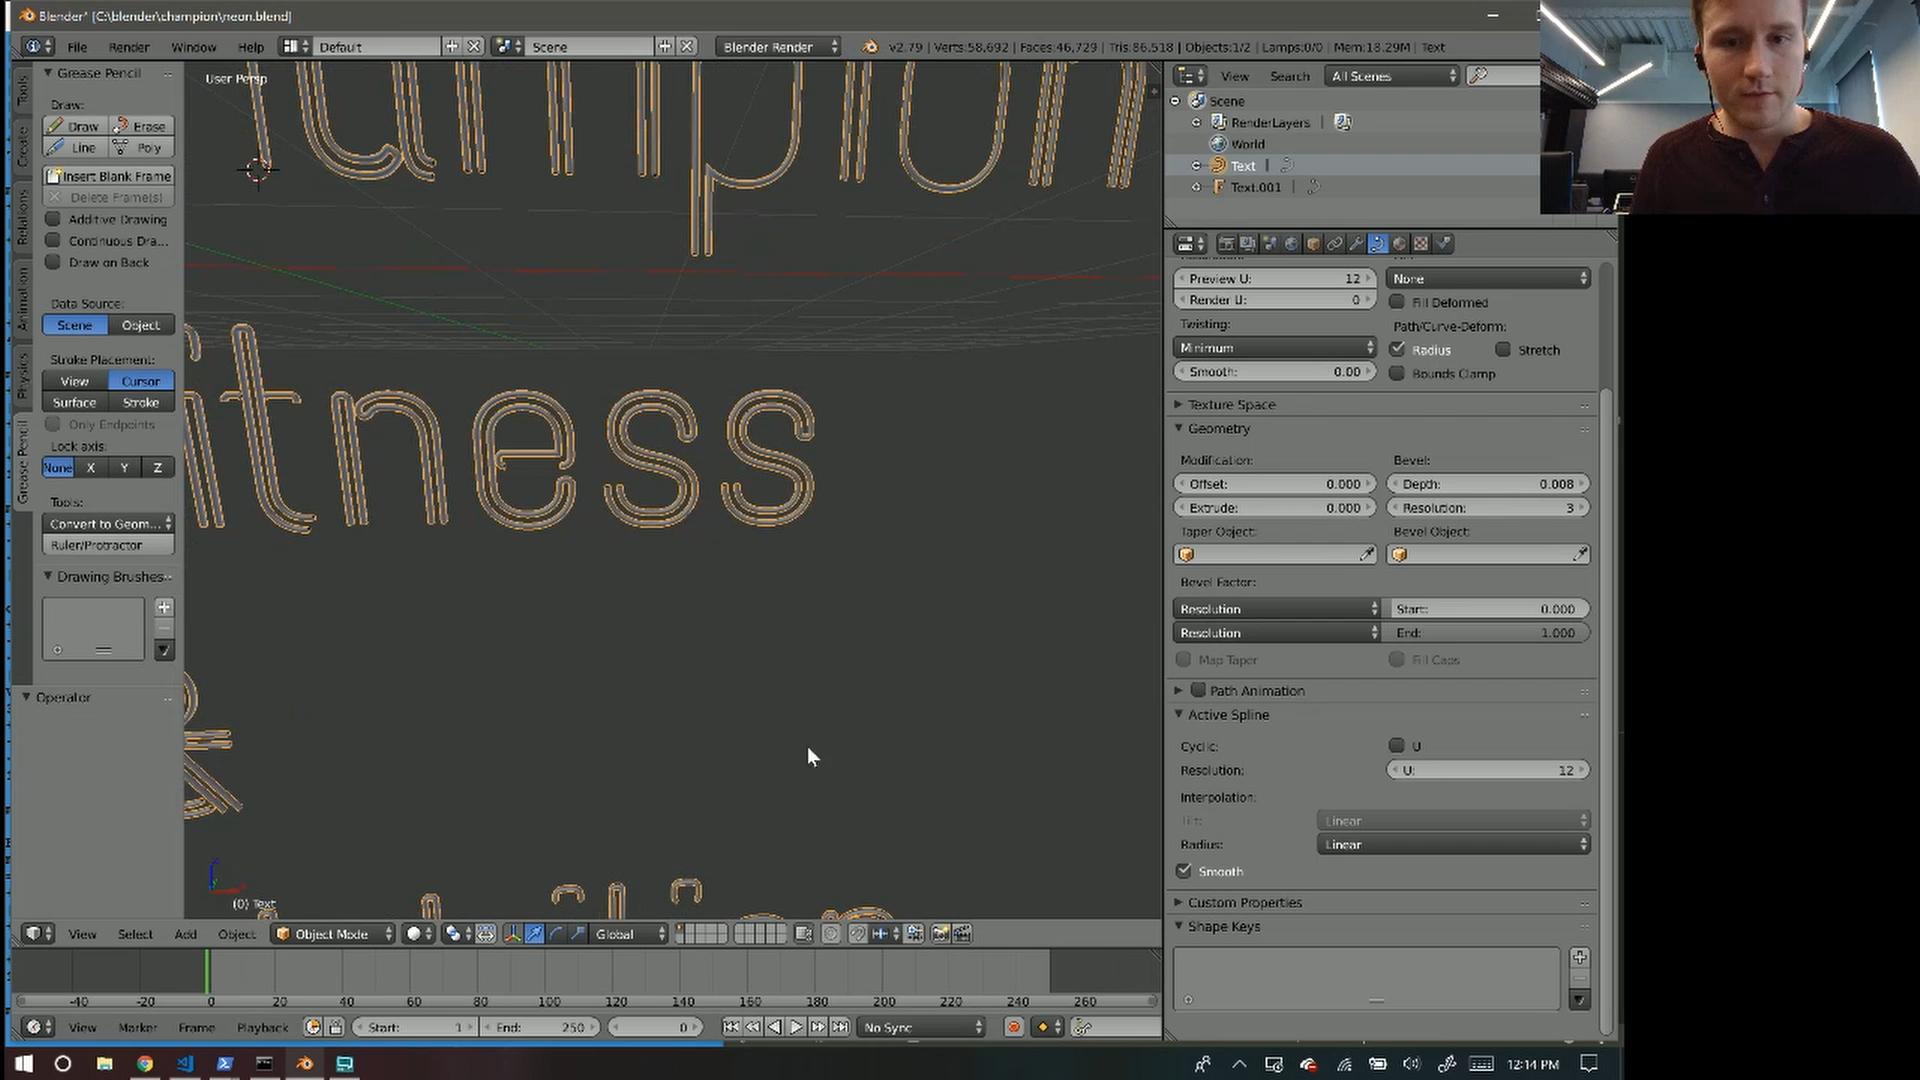 Blender* [C:\blender\champion\neon.blend]
File Render Window Help Default Scene Blender Render v2.79 | Verts:58,692 | Faces:46,729 | Tris:86,518 | Objects:1/2 | Lamps:0/0 | Mem:18.29M | Text
Tools
Create
Relations
Animation
Physics
Grease Pencil
Grease Pencil
Draw:
Draw Erase
Line Poly
Insert Blank Frame
Delete Frame(s)
Additive Drawing
Continuous Dra...
Draw on Back
Data Source:
Scene Object
Stroke Placement:
View Cursor
Surface Stroke
Only Endpoints
Lock axis:
None X Y Z
Tools:
Convert to Geom...
Ruler/Protractor
Drawing Brushes
Operator
User Persp
ampion
itness
&
(0) Text
View Select Add Object Object Mode Global
-40 -20 0 20 40 60 80 100 120 140 160 180 200 220 240 260
View Marker Frame Playback Start: 1 End: 250 0 No Sync
View Search All Scenes
Scene
RenderLayers
World
Text
Text.001
Preview U: 12 None
Render U: 0 Fill Deformed
Twisting: Path/Curve-Deform:
Minimum Radius Stretch
Smooth: 0.00 Bounds Clamp
Texture Space
Geometry
Modification: Bevel:
Offset: 0.000 Depth: 0.008
Extrude: 0.000 Resolution: 3
Taper Object: Bevel Object:
Bevel Factor:
Resolution Start: 0.000
Resolution End: 1.000
Map Taper Fill Caps
Path Animation
Active Spline
Cyclic: U
Resolution: U: 12
Interpolation:
Tilt: Linear
Radius: Linear
Smooth
Custom Properties
Shape Keys
12:14 PM